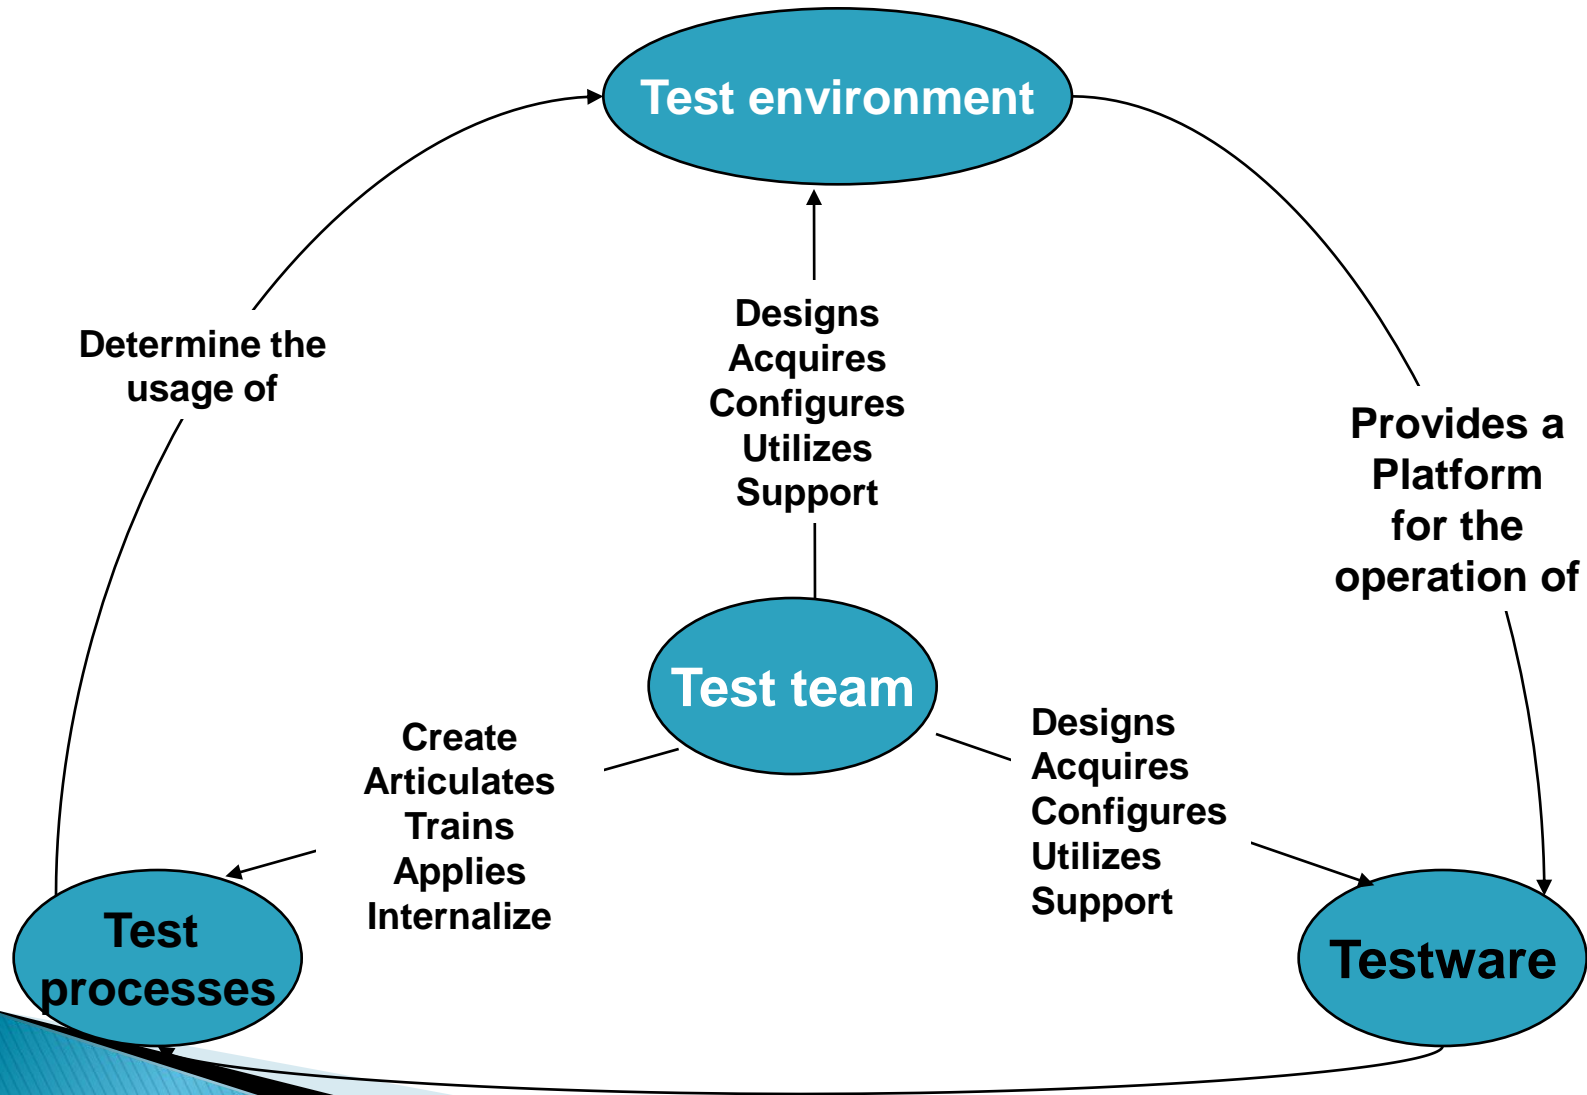 Test environment
Determine the
usage of
Designs
Acquires
Configures
Utilizes
Support
Provides a
Platform
for the
operation of
Test team
Create
Articulates
Trains
Applies
Internalize
Designs
Acquires
Configures
Utilizes
Support
Test
processes
Testware